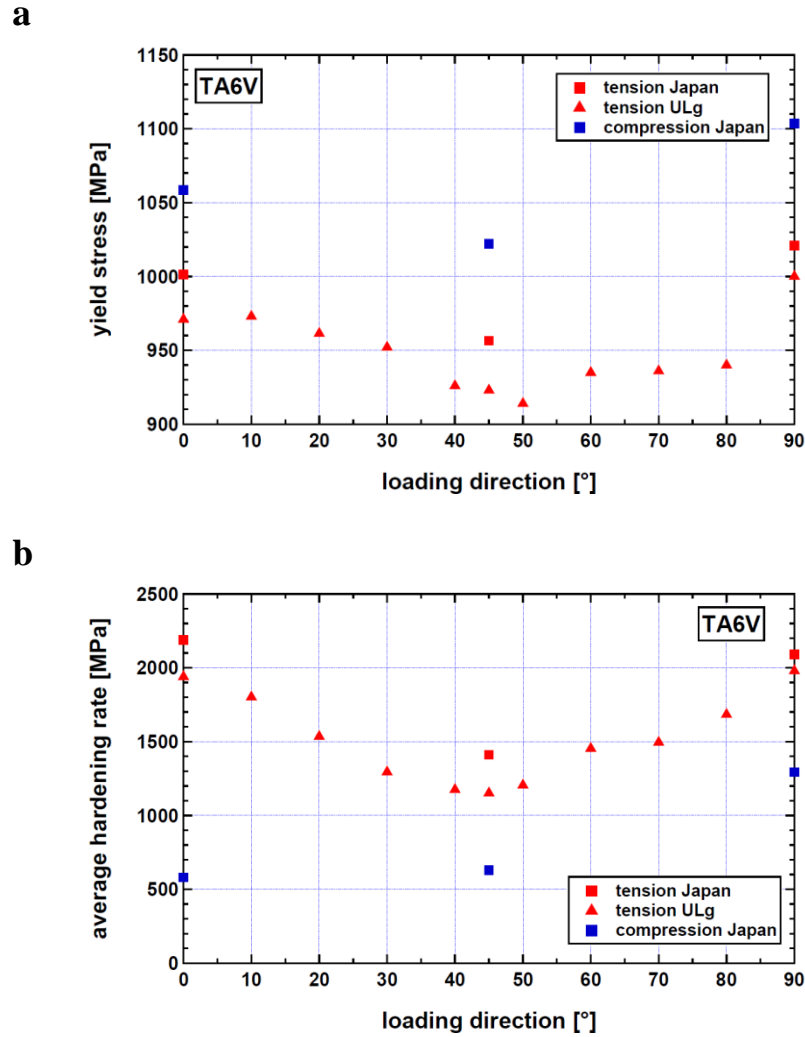 a
1150
1100
1050
1000
950
900
yield stress [MPa]
TA6V
tension Japan
tension ULg
compression Japan
0 10 20 30 40 50 60 70 80 90
loading direction [°]
b
2500
2000
1500
1000
500
0
average hardening rate [MPa]
TA6V
tension Japan
tension ULg
compression Japan
0 10 20 30 40 50 60 70 80 90
loading direction [°]